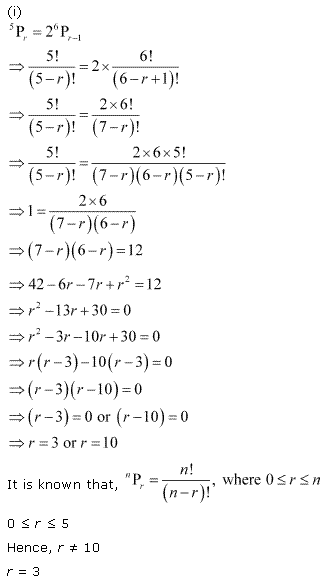 (i)
⁵Pᵣ = 2⁶Pᵣ₋₁
⇒ 5!/(5−r)! = 2 × 6!/(6−r+1)!
⇒ 5!/(5−r)! = (2×6!)/(7−r)!
⇒ 5!/(5−r)! = (2×6×5!)/((7−r)(6−r)(5−r)!)
⇒ 1 = (2×6)/((7−r)(6−r))
⇒ (7−r)(6−r) = 12
⇒ 42 − 6r − 7r + r² = 12
⇒ r² − 13r + 30 = 0
⇒ r² − 3r − 10r + 30 = 0
⇒ r(r−3) − 10(r−3) = 0
⇒ (r−3)(r−10) = 0
⇒ (r−3) = 0 or (r−10) = 0
⇒ r = 3 or r = 10
It is known that, ⁿPᵣ = n!/(n−r)!, where 0 ≤ r ≤ n
0 ≤ r ≤ 5
Hence, r ≠ 10
r = 3